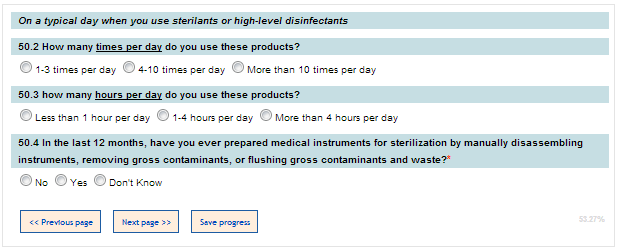 On a typical day when you use sterilants or high-level disinfectants
50.2 How many times per day do you use these products?
1-3 times per day 4-10 times per day More than 10 times per day
50.3 how many hours per day do you use these products?
Less than 1 hour per day 1-4 hours per day More than 4 hours per day
50.4 In the last 12 months, have you ever prepared medical instruments for sterilization by manually disassembling
instruments, removing gross contaminants, or flushing gross contaminants and waste?*
No Yes Don't Know
<< Previous page Next page >> Save progress 53.27%